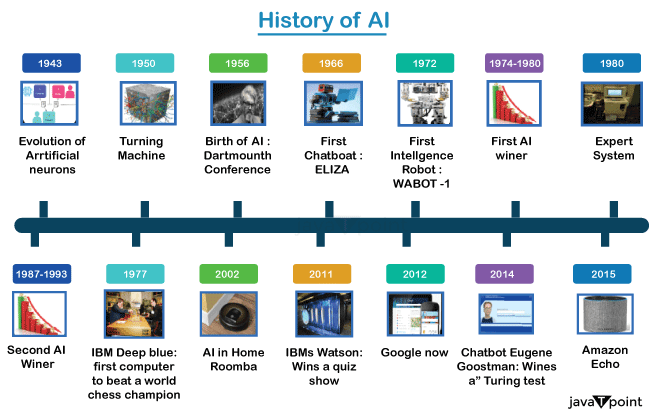 History of AI
1943
1950
1956
1966
1972
1974-1980
1980
Evolution of
Arrtificial
neurons
Turning
Machine
Birth of AI :
Dartmounth
Conference
First
Chatboat :
ELIZA
First
Intellgence
Robot :
WABOT -1
First AI
winer
Expert
System
1987-1993
1977
2002
2011
2012
2014
2015
Second AI
Winer
IBM Deep blue:
first computer
to beat a world
chess champion
AI in Home
Roomba
IBMs Watson:
Wins a quiz
show
Google now
Chatbot Eugene
Goostman: Wines
a” Turing test
Amazon
Echo
javaTpoint